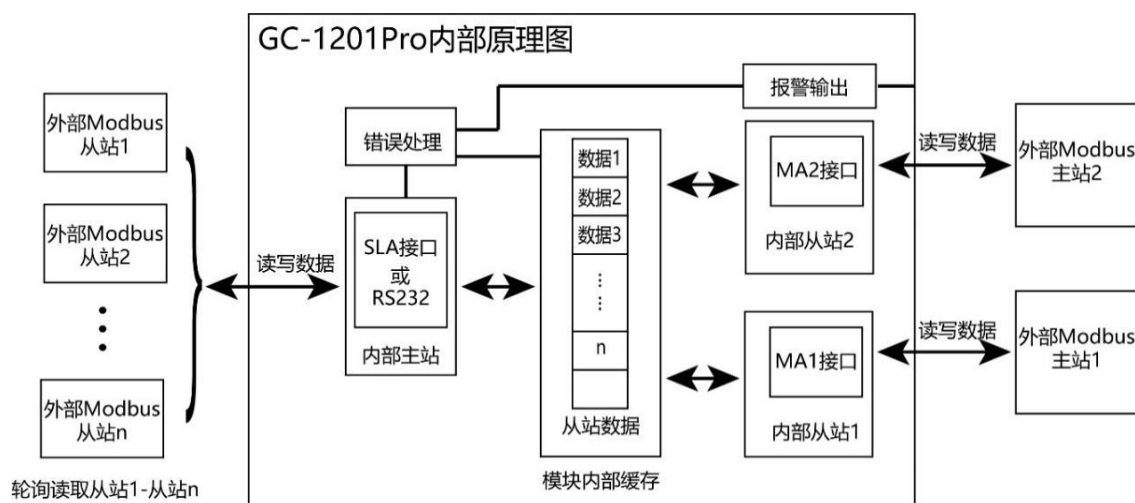 GC-1201Pro内部原理图
外部Modbus
从站1
外部Modbus
从站2
外部Modbus
从站n
轮询读取从站1-从站n
读写数据
错误处理
SLA接口
或
RS232
内部主站
数据1
数据2
数据3
n
从站数据
模块内部缓存
报警输出
MA2接口
内部从站2
MA1接口
内部从站1
读写数据
外部Modbus
主站2
读写数据
外部Modbus
主站1